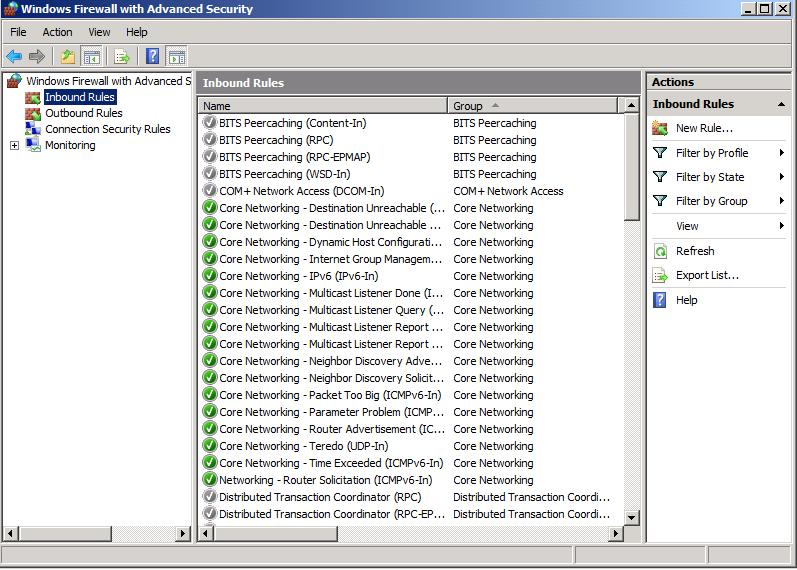 Windows Firewall with Advanced Security
File Action View Help
Windows Firewall with Advanced S
Inbound Rules
Outbound Rules
Connection Security Rules
Monitoring
Inbound Rules
Name Group
BITS Peercaching (Content-In) BITS Peercaching
BITS Peercaching (RPC) BITS Peercaching
BITS Peercaching (RPC-EPMAP) BITS Peercaching
BITS Peercaching (WSD-In) BITS Peercaching
COM+ Network Access (DCOM-In) COM+ Network Access
Core Networking - Destination Unreachable (... Core Networking
Core Networking - Destination Unreachable ... Core Networking
Core Networking - Dynamic Host Configurati... Core Networking
Core Networking - Internet Group Managem... Core Networking
Core Networking - IPv6 (IPv6-In) Core Networking
Core Networking - Multicast Listener Done (I... Core Networking
Core Networking - Multicast Listener Query (... Core Networking
Core Networking - Multicast Listener Report ... Core Networking
Core Networking - Multicast Listener Report ... Core Networking
Core Networking - Neighbor Discovery Adve... Core Networking
Core Networking - Neighbor Discovery Solicit... Core Networking
Core Networking - Packet Too Big (ICMPv6-In) Core Networking
Core Networking - Parameter Problem (ICMP... Core Networking
Core Networking - Router Advertisement (IC... Core Networking
Core Networking - Teredo (UDP-In) Core Networking
Core Networking - Time Exceeded (ICMPv6-In) Core Networking
Networking - Router Solicitation (ICMPv6-In) Core Networking
Distributed Transaction Coordinator (RPC) Distributed Transaction Coordi...
Distributed Transaction Coordinator (RPC-EP... Distributed Transaction Coordi...
Actions
Inbound Rules
New Rule...
Filter by Profile
Filter by State
Filter by Group
View
Refresh
Export List...
Help